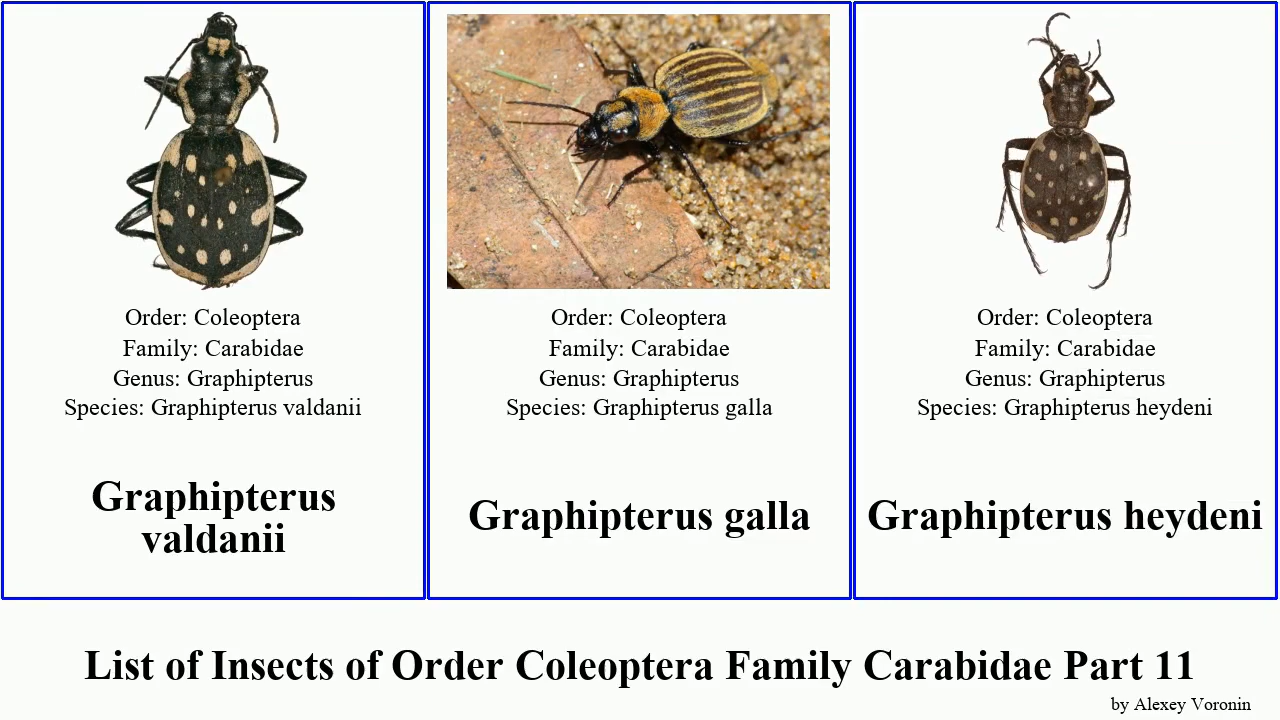 Order: Coleoptera
Family: Carabidae
Genus: Graphipterus
Species: Graphipterus valdanii
Graphipterus
valdanii
Order: Coleoptera
Family: Carabidae
Genus: Graphipterus
Species: Graphipterus galla
Graphipterus galla
Order: Coleoptera
Family: Carabidae
Genus: Graphipterus
Species: Graphipterus heydeni
Graphipterus heydeni
List of Insects of Order Coleoptera Family Carabidae Part 11
by Alexey Voronin